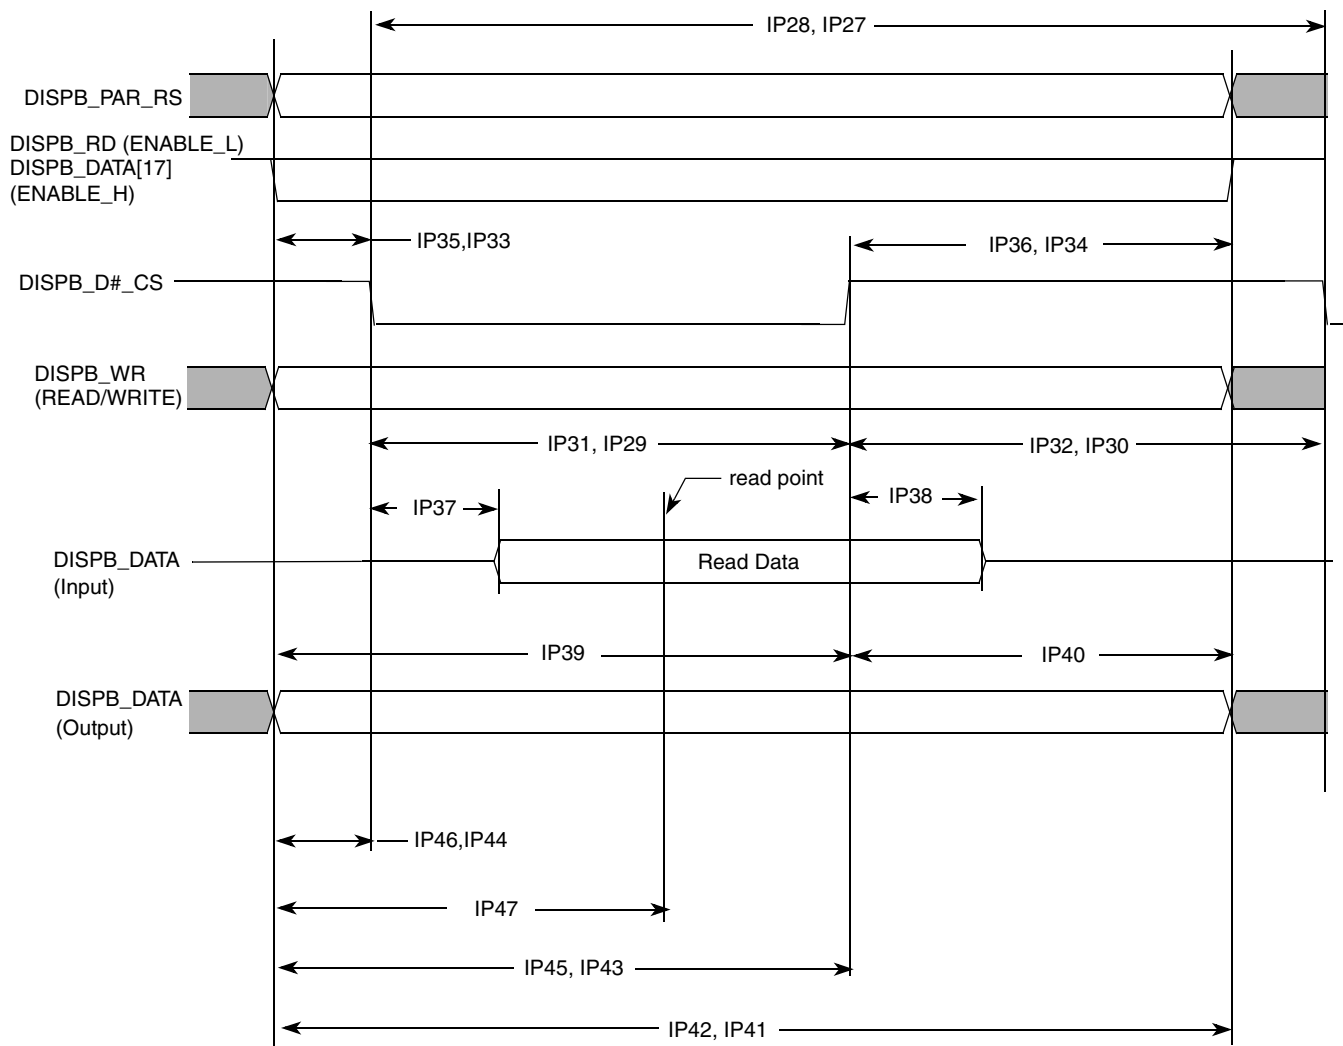 IP28, IP27
DISPB_PAR_RS
DISPB_RD (ENABLE_L)
DISPB_DATA[17]
(ENABLE_H)
IP35,IP33
IP36, IP34
DISPB_D#_CS
DISPB_WR
(READ/WRITE)
IP31, IP29
IP32, IP30
read point
IP37
IP38
DISPB_DATA
(Input)
Read Data
IP39
IP40
DISPB_DATA
(Output)
IP46,IP44
IP47
IP45, IP43
IP42, IP41